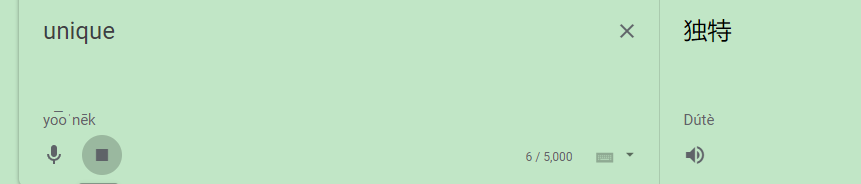 unique
独特
yo͞oˈnēk
Dútè
6 / 5,000